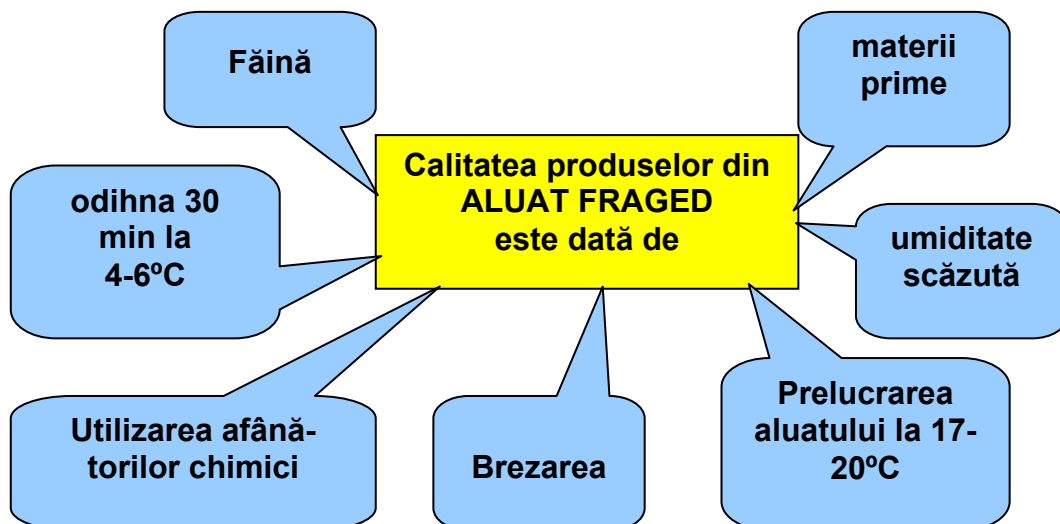 Făină
materii
prime
Calitatea produselor din
ALUAT FRAGED
este dată de
odihna 30
min la
4-6ºC
umiditate
scăzută
Utilizarea afână-
torilor chimici
Brezarea
Prelucrarea
aluatului la 17-
20ºC